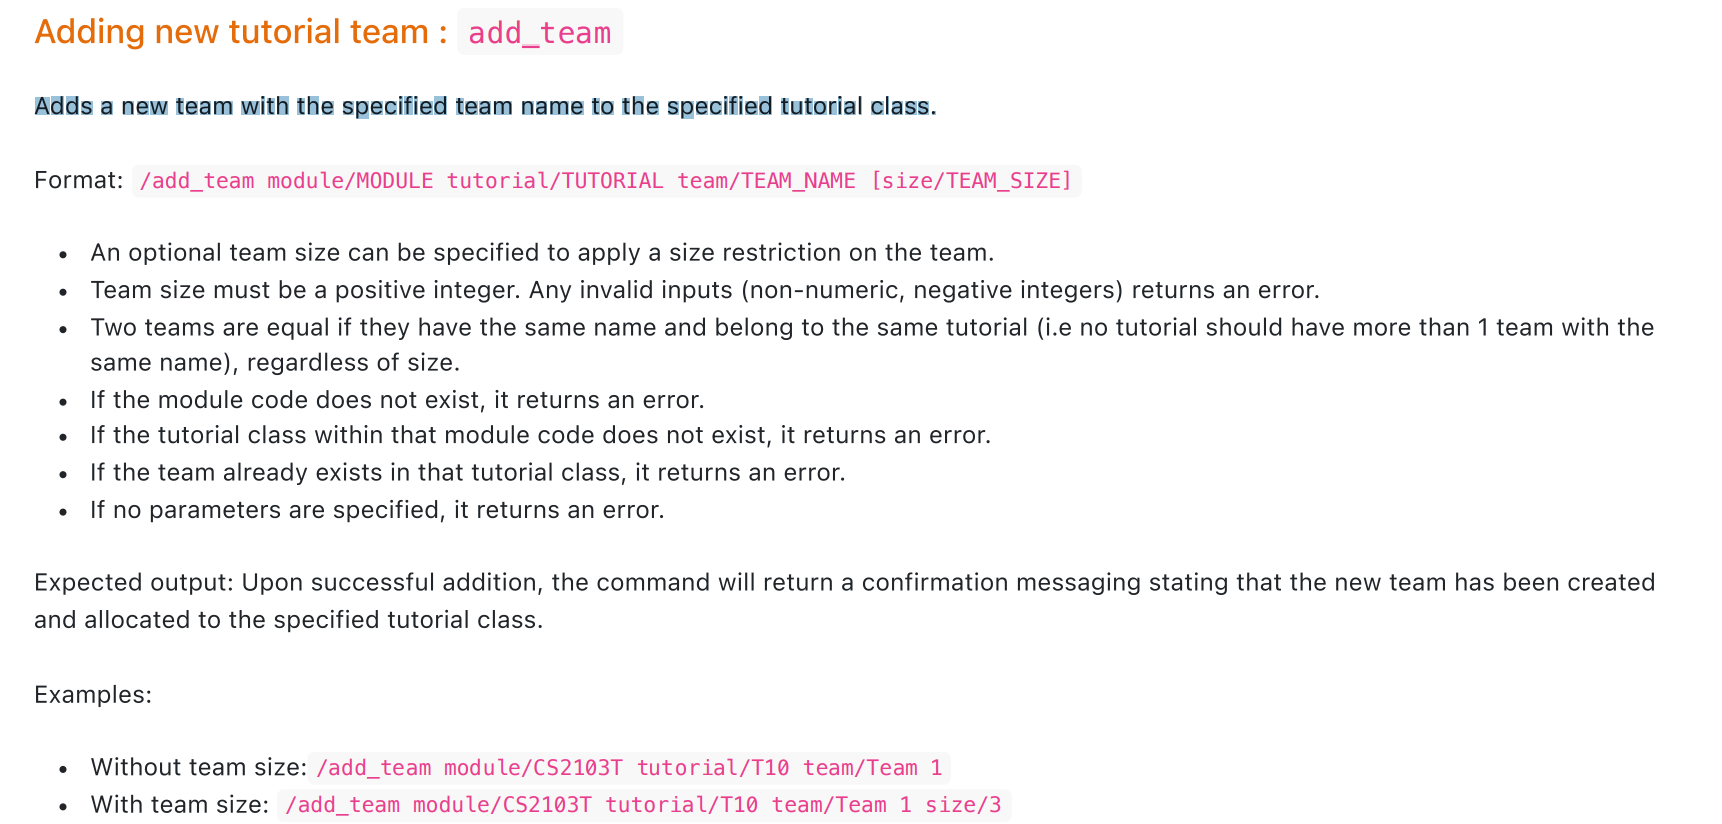 Adding new tutorial team : add_team
Adds a new team with the specified team name to the specified tutorial class.
Format: /add_team module/MODULE tutorial/TUTORIAL team/TEAM_NAME [size/TEAM_SIZE]
• An optional team size can be specified to apply a size restriction on the team.
• Team size must be a positive integer. Any invalid inputs (non-numeric, negative integers) returns an error.
• Two teams are equal if they have the same name and belong to the same tutorial (i.e no tutorial should have more than 1 team with the
same name), regardless of size.
• If the module code does not exist, it returns an error.
• If the tutorial class within that module code does not exist, it returns an error.
• If the team already exists in that tutorial class, it returns an error.
• If no parameters are specified, it returns an error.
Expected output: Upon successful addition, the command will return a confirmation messaging stating that the new team has been created
and allocated to the specified tutorial class.
Examples:
• Without team size: /add_team module/CS2103T tutorial/T10 team/Team 1
• With team size: /add_team module/CS2103T tutorial/T10 team/Team 1 size/3